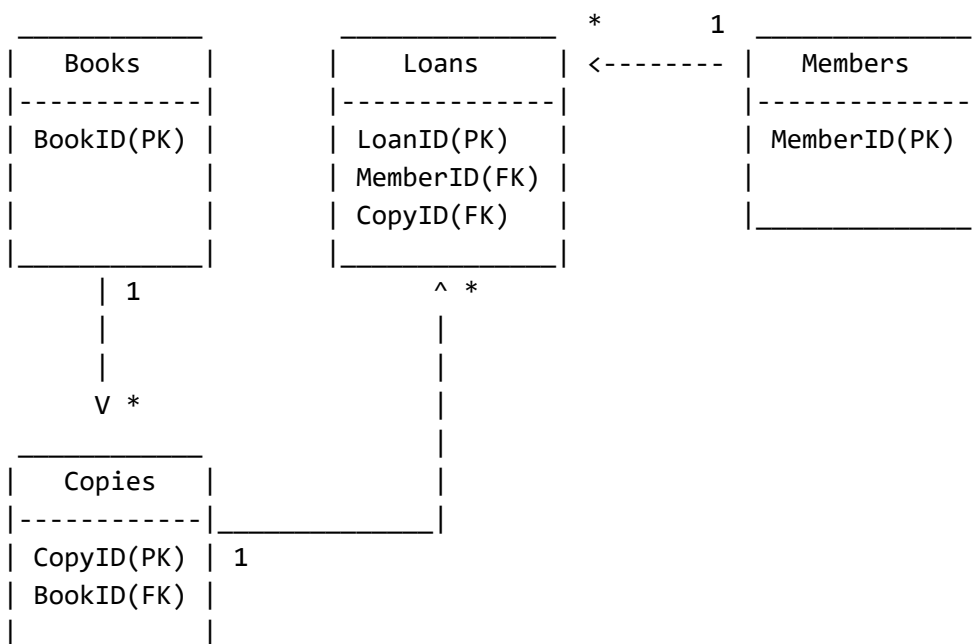 * 1
Books Loans <-------- Members
BookID(PK) LoanID(PK) MemberID(PK)
MemberID(FK)
CopyID(FK)
1 ^ *
V *
Copies
CopyID(PK) 1
BookID(FK)